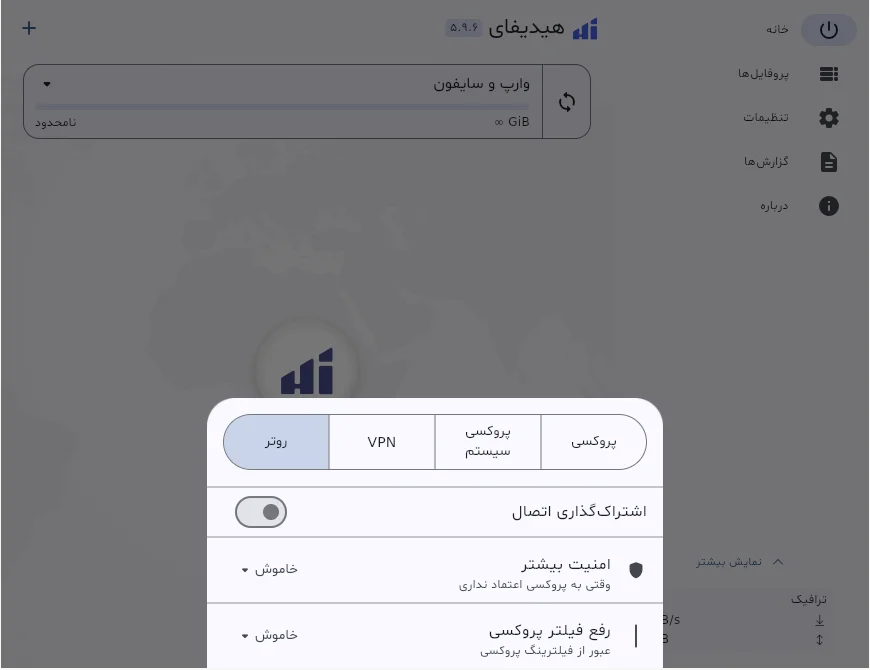 خانه
پروفایل‌ها
تنظیمات
گزارش‌ها
درباره
هیدیفای ۵.۹.۶
وارپ و سایفون
∞ GiB
نامحدود
پروکسی
پروکسی سیستم
VPN
روتر
اشتراک‌گذاری اتصال
امنیت بیشتر
وقتی به پروکسی اعتماد نداری
خاموش
رفع فیلتر پروکسی
عبور از فیلترینگ پروکسی
خاموش
نمایش بیشتر
ترافیک
B/s
B